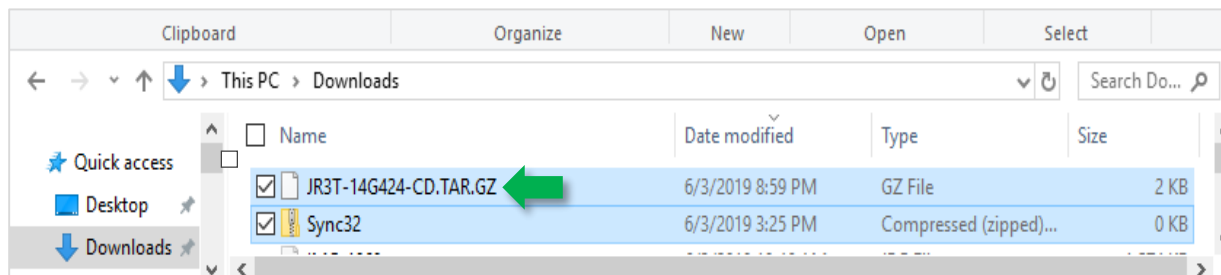 Clipboard Organize New Open Select
This PC > Downloads Search Do...
Name Date modified Type Size
Quick access
JR3T-14G424-CD.TAR.GZ 6/3/2019 8:59 PM GZ File 2 KB
Desktop
Sync32 6/3/2019 3:25 PM Compressed (zipped)... 0 KB
Downloads